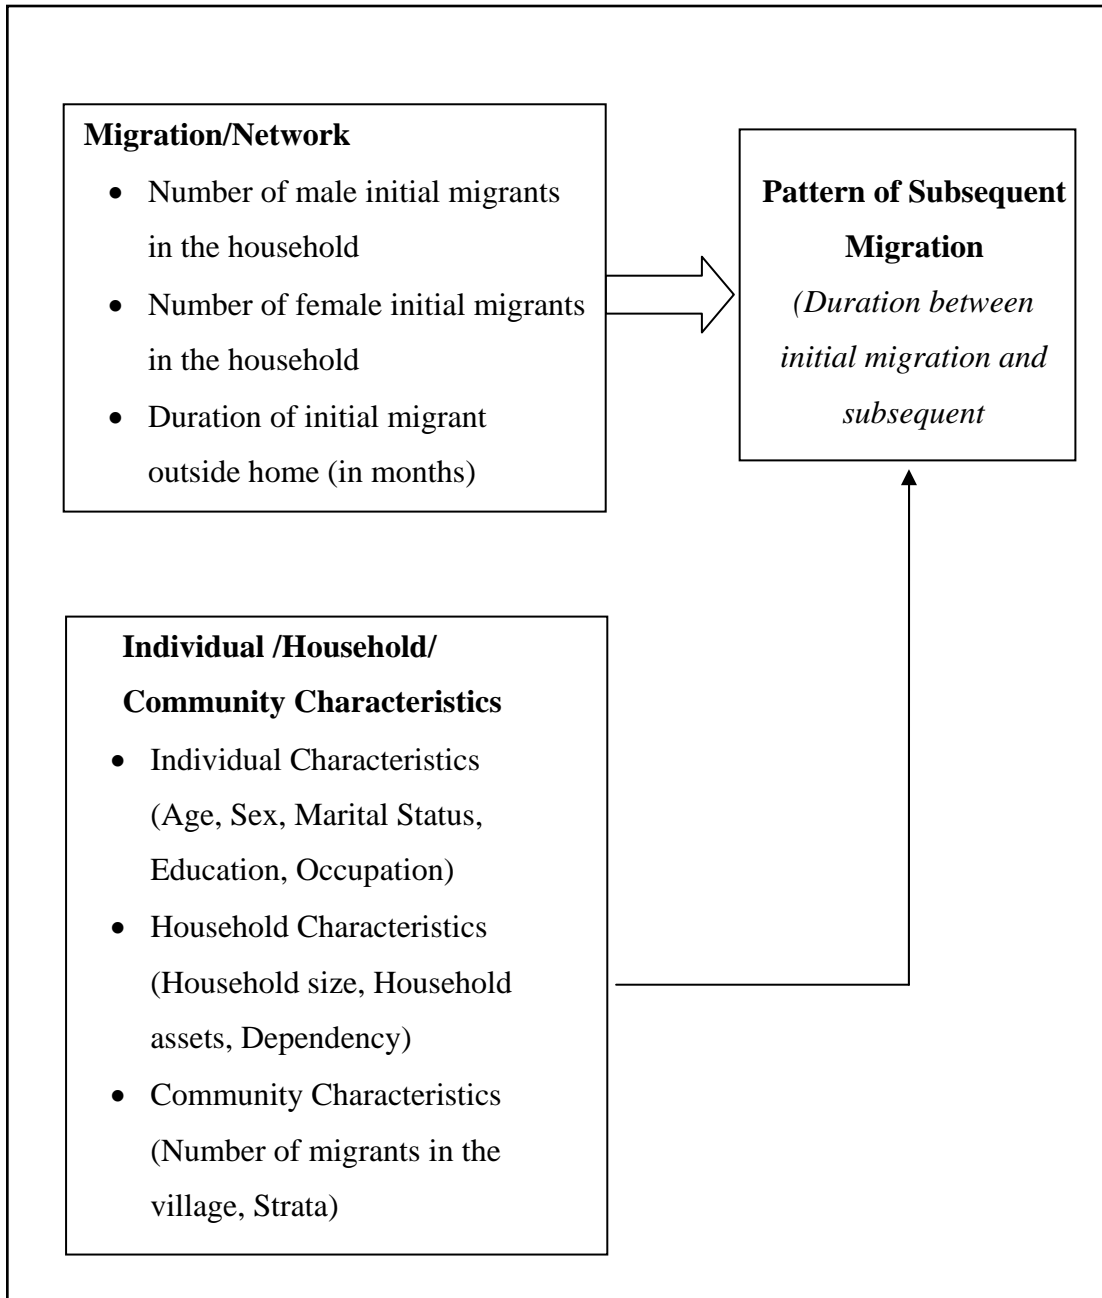 Migration/Network
• Number of male initial migrants
in the household
• Number of female initial migrants
in the household
• Duration of initial migrant
outside home (in months)
Pattern of Subsequent
Migration
(Duration between
initial migration and
subsequent
Individual /Household/
Community Characteristics
• Individual Characteristics
(Age, Sex, Marital Status,
Education, Occupation)
• Household Characteristics
(Household size, Household
assets, Dependency)
• Community Characteristics
(Number of migrants in the
village, Strata)